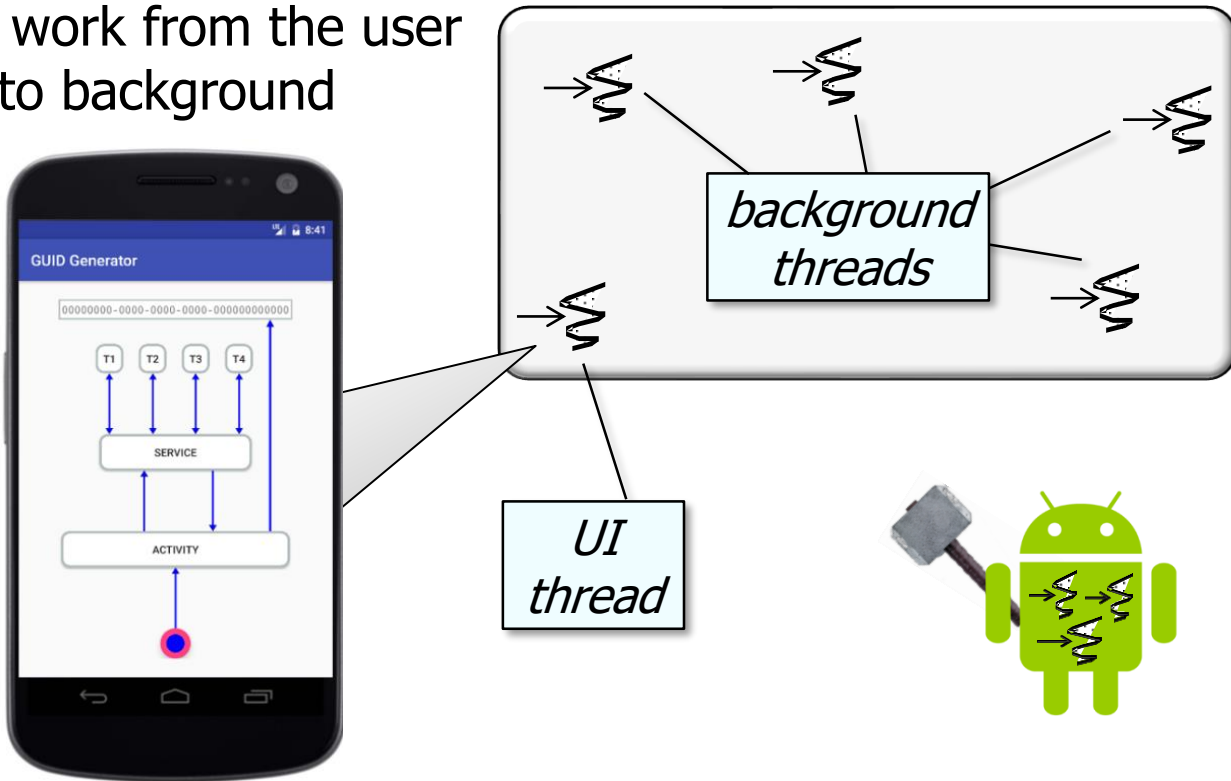 work from the user
to background
8:41
GUID Generator
00000000-0000-0000-0000-000000000000
T1 T2 T3 T4
SERVICE
ACTIVITY
background
threads
UI
thread